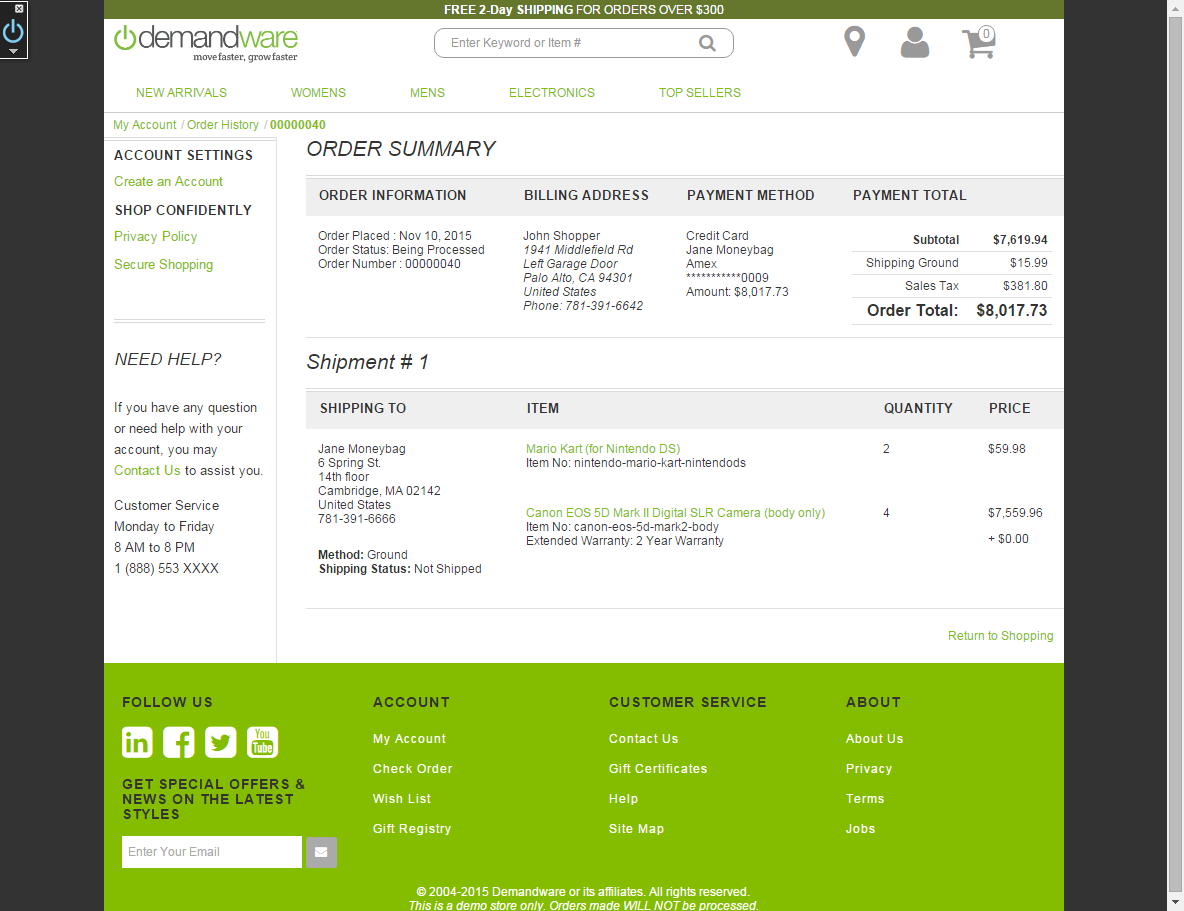 FREE 2-Day SHIPPING FOR ORDERS OVER $300
demandware
move faster, grow faster
Enter Keyword or Item #
0
NEW ARRIVALS WOMENS MENS ELECTRONICS TOP SELLERS
My Account / Order History / 00000040
ACCOUNT SETTINGS
Create an Account
SHOP CONFIDENTLY
Privacy Policy
Secure Shopping
NEED HELP?
If you have any question
or need help with your
account, you may
Contact Us to assist you.
Customer Service
Monday to Friday
8 AM to 8 PM
1 (888) 553 XXXX
ORDER SUMMARY
ORDER INFORMATION
Order Placed : Nov 10, 2015
Order Status: Being Processed
Order Number : 00000040
BILLING ADDRESS
John Shopper
1941 Middlefield Rd
Left Garage Door
Palo Alto, CA 94301
United States
Phone: 781-391-6642
PAYMENT METHOD
Credit Card
Jane Moneybag
Amex
***********0009
Amount: $8,017.73
PAYMENT TOTAL
Subtotal $7,619.94
Shipping Ground $15.99
Sales Tax $381.80
Order Total: $8,017.73
Shipment # 1
SHIPPING TO
Jane Moneybag
6 Spring St.
14th floor
Cambridge, MA 02142
United States
781-391-6666
Method: Ground
Shipping Status: Not Shipped
ITEM QUANTITY PRICE
Mario Kart (for Nintendo DS) 2 $59.98
Item No: nintendo-mario-kart-nintendods
Canon EOS 5D Mark II Digital SLR Camera (body only) 4 $7,559.96
Item No: canon-eos-5d-mark2-body
Extended Warranty: 2 Year Warranty + $0.00
Return to Shopping
FOLLOW US
in
f
You
Tube
GET SPECIAL OFFERS &
NEWS ON THE LATEST
STYLES
Enter Your Email
ACCOUNT
My Account
Check Order
Wish List
Gift Registry
CUSTOMER SERVICE
Contact Us
Gift Certificates
Help
Site Map
ABOUT
About Us
Privacy
Terms
Jobs
© 2004-2015 Demandware or its affiliates. All rights reserved.
This is a demo store only. Orders made WILL NOT be processed.